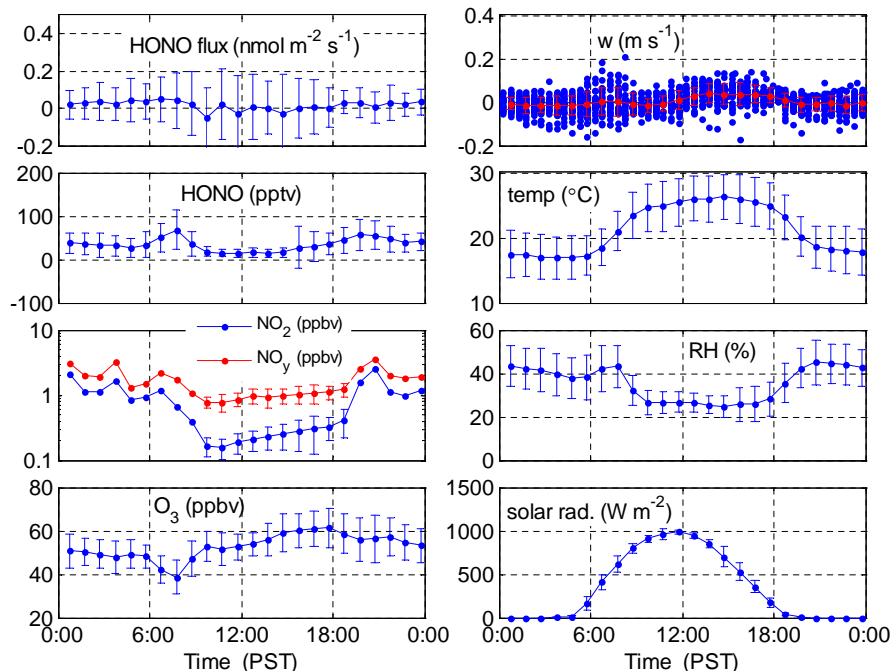 0.4
0.2
0
-0.2
HONO flux (nmol m⁻² s⁻¹)
0.4
0.2
0
-0.2
w (m s⁻¹)
200
100
0
-100
HONO (pptv)
30
20
10
temp (°C)
10
1
0.1
NO₂ (ppbv)
NOy (ppbv)
60
40
20
0
RH (%)
80
60
40
20
O₃ (ppbv)
0:00 6:00 12:00 18:00 0:00
Time (PST)
1500
1000
500
0
solar rad. (W m⁻²)
0:00 6:00 12:00 18:00 0:00
Time (PST)